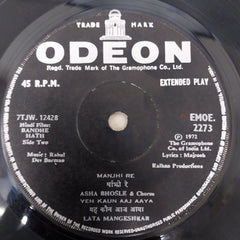 TRADE MARK
ODEON
Regd. Trade Mark of The Gramophone Co. Ltd.
45 R.P.M.
EXTENDED PLAY
7TJW. 12428
Hindi Film:
BANDHE HATH
Side Two
EMOE. 2273
℗ 1972
The Gramophone Co. of India Ltd.
Music : Rahul Dev Burman
Lyrics : Majrooh
Ratan Productions
MANJHI RE
मांझी रे
ASHA BHOSLE & Chorus
YEH KAUN AAJ AAYA
यह कौन आज आया
LATA MANGESHKAR